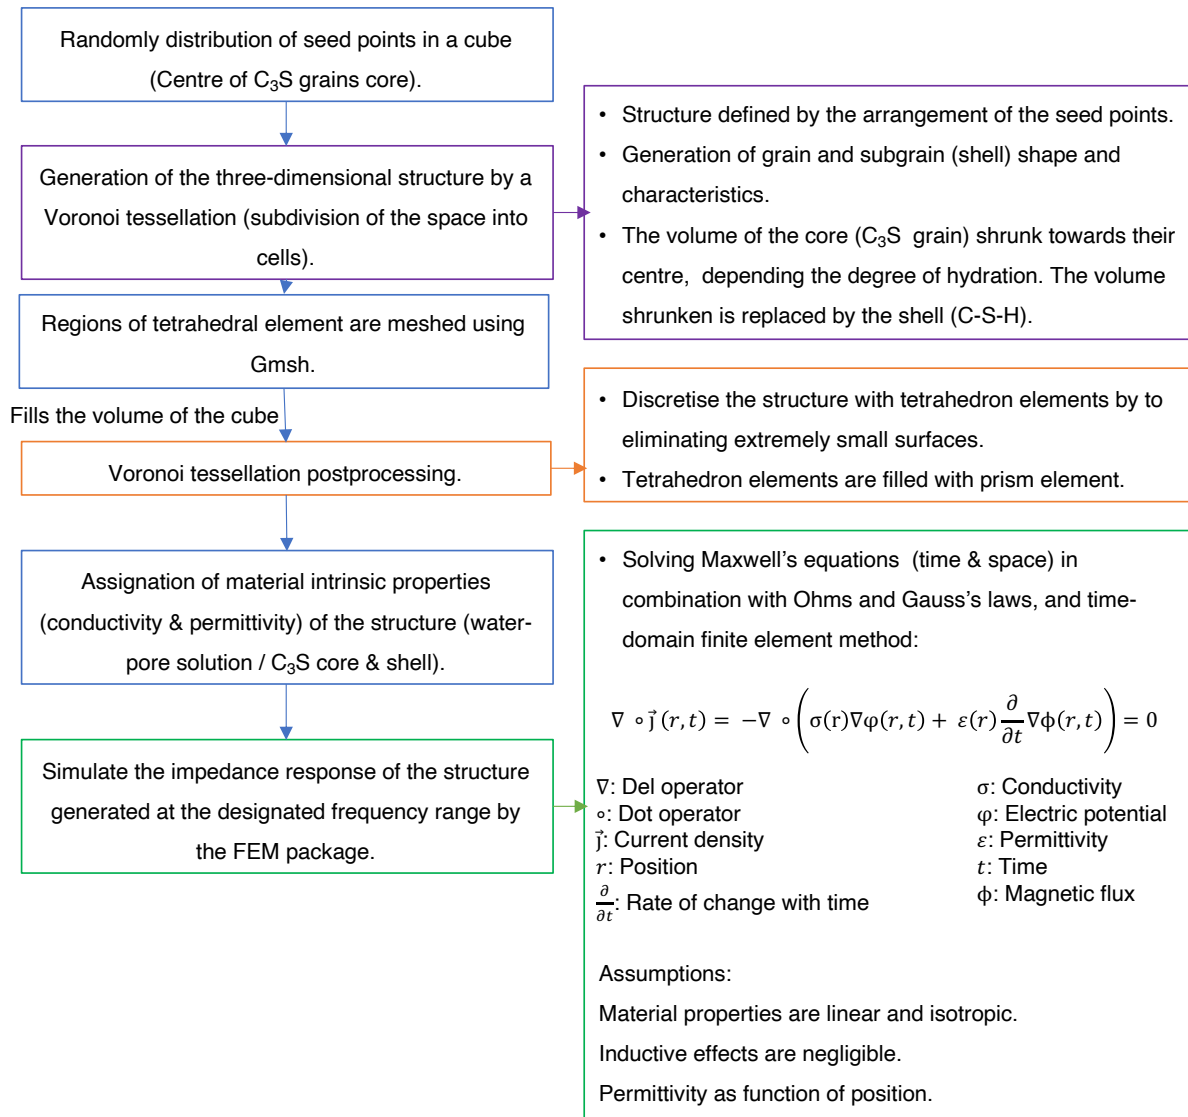 Randomly distribution of seed points in a cube
(Centre of C₃S grains core).
Generation of the three-dimensional structure by a
Voronoi tessellation (subdivision of the space into
cells).
• Structure defined by the arrangement of the seed points.
• Generation of grain and subgrain (shell) shape and
characteristics.
• The volume of the core (C₃S grain) shrunk towards their
centre, depending the degree of hydration. The volume
shrunken is replaced by the shell (C-S-H).
Regions of tetrahedral element are meshed using
Gmsh.
Fills the volume of the cube
Voronoi tessellation postprocessing.
• Discretise the structure with tetrahedron elements by to
eliminating extremely small surfaces.
• Tetrahedron elements are filled with prism element.
Assignation of material intrinsic properties
(conductivity & permittivity) of the structure (water-
pore solution / C₃S core & shell).
Simulate the impedance response of the structure
generated at the designated frequency range by
the FEM package.
• Solving Maxwell’s equations (time & space) in
combination with Ohms and Gauss’s laws, and time-
domain finite element method:
∇ ∘ j⃗ (r, t) = −∇ ∘ (σ(r)∇φ(r, t) + ε(r) ∂/∂t ∇ϕ(r, t)) = 0
∇: Del operator
∘: Dot operator
j⃗: Current density
r: Position
∂/∂t: Rate of change with time
σ: Conductivity
φ: Electric potential
ε: Permittivity
t: Time
ϕ: Magnetic flux
Assumptions:
Material properties are linear and isotropic.
Inductive effects are negligible.
Permittivity as function of position.